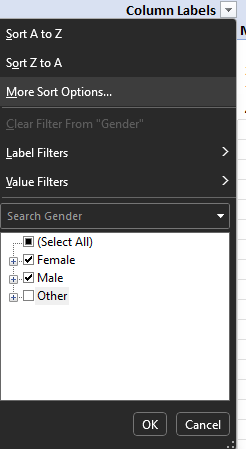 Column Labels
Sort A to Z
Sort Z to A
More Sort Options...
Clear Filter From "Gender"
Label Filters
Value Filters
Search Gender
(Select All)
Female
Male
Other
OK Cancel